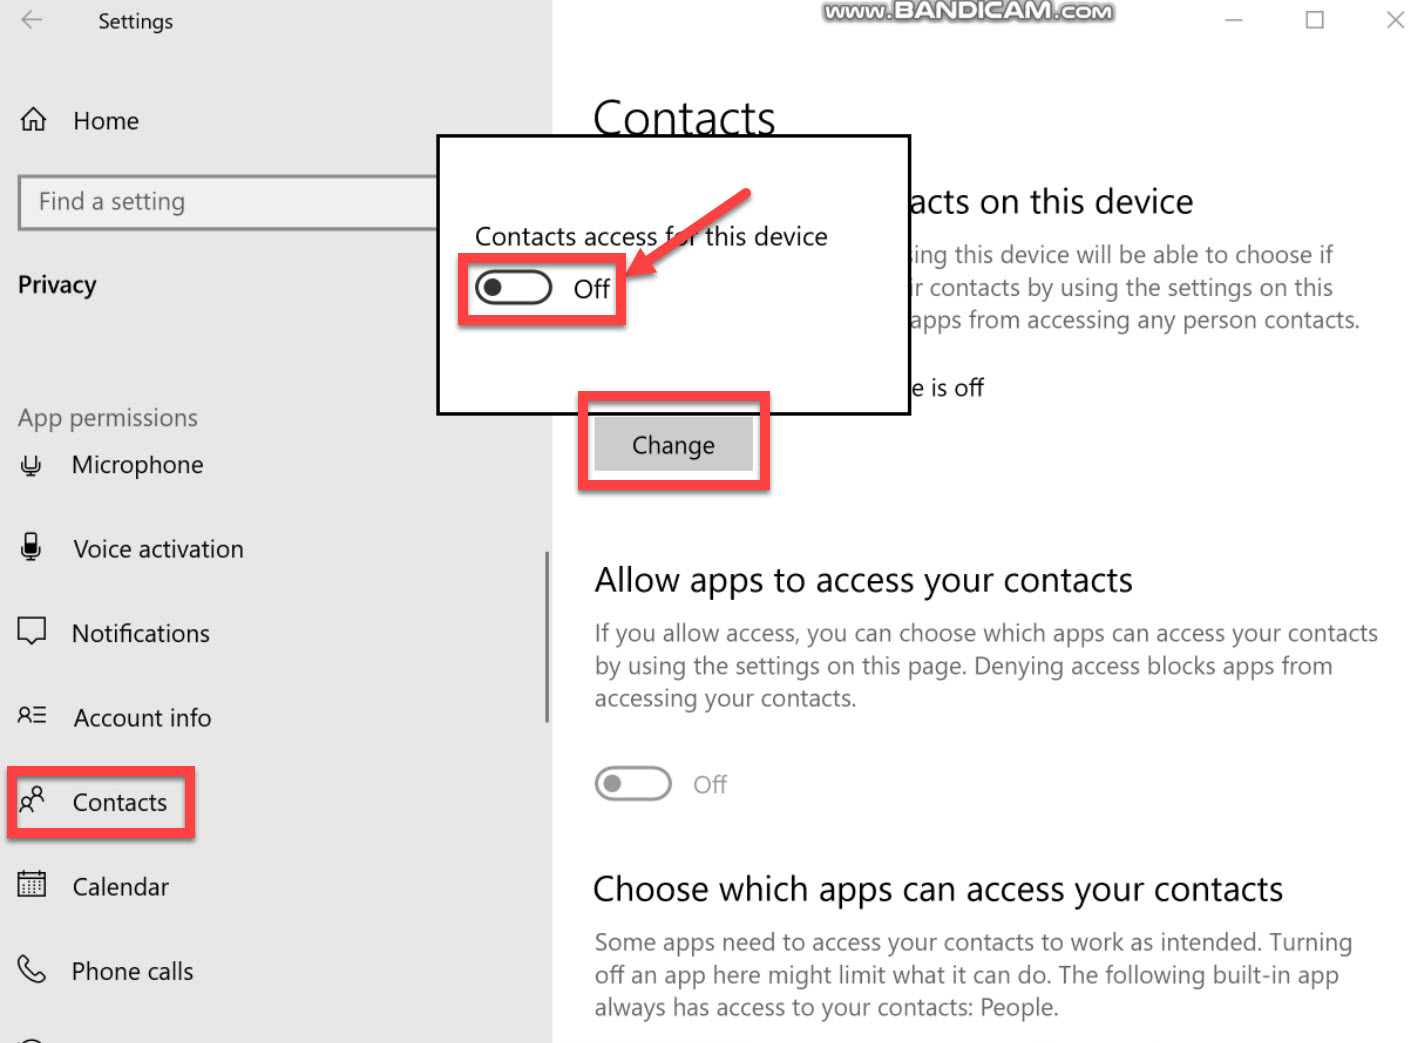 Settings
www.BANDICAM.com
Home
Find a setting
Privacy
App permissions
Microphone
Voice activation
Notifications
Account info
Contacts
Calendar
Phone calls
Contacts
acts on this device
ing this device will be able to choose if
r contacts by using the settings on this
apps from accessing any person contacts.
e is off
Contacts access for this device
Off
Change
Allow apps to access your contacts
If you allow access, you can choose which apps can access your contacts
by using the settings on this page. Denying access blocks apps from
accessing your contacts.
Off
Choose which apps can access your contacts
Some apps need to access your contacts to work as intended. Turning
off an app here might limit what it can do. The following built-in app
always has access to your contacts: People.